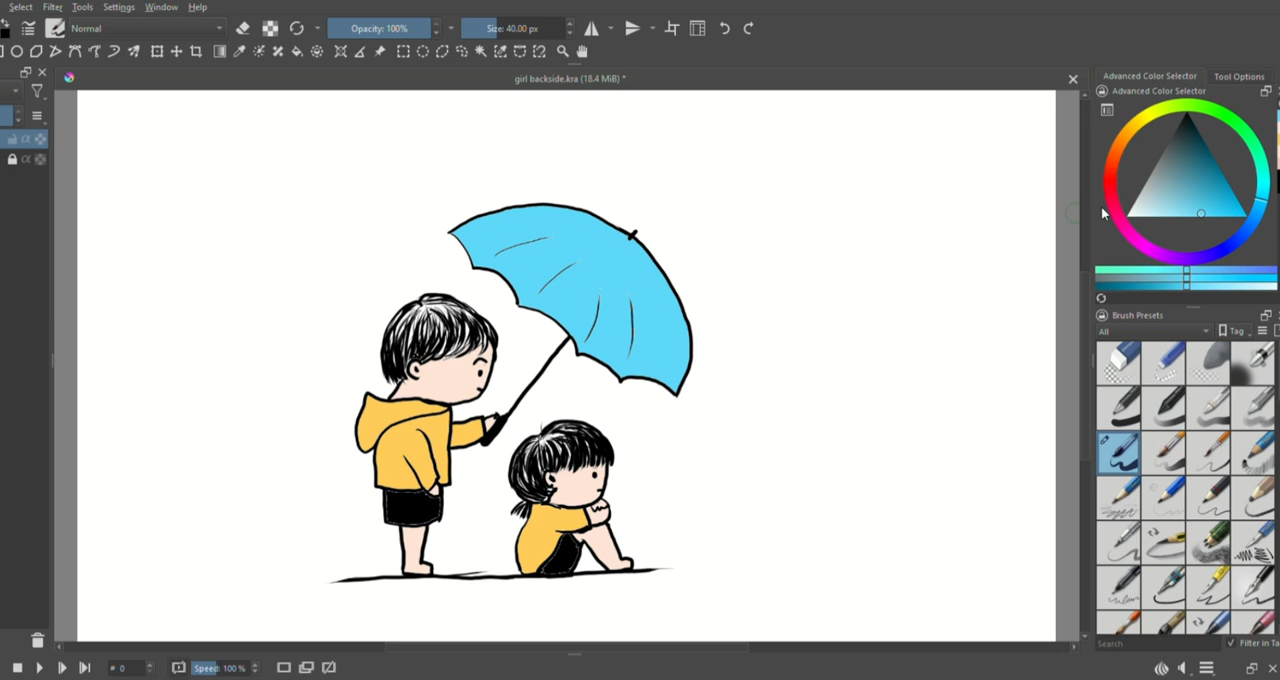 Select Filter Tools Settings Window Help
Normal Opacity: 100% Size: 40.00 px
girl backside.kra (18.4 MiB) *
Advanced Color Selector Tool Options
Advanced Color Selector
Brush Presets
All Tag
Search Filter in Ta
# 0 Speed: 100 %